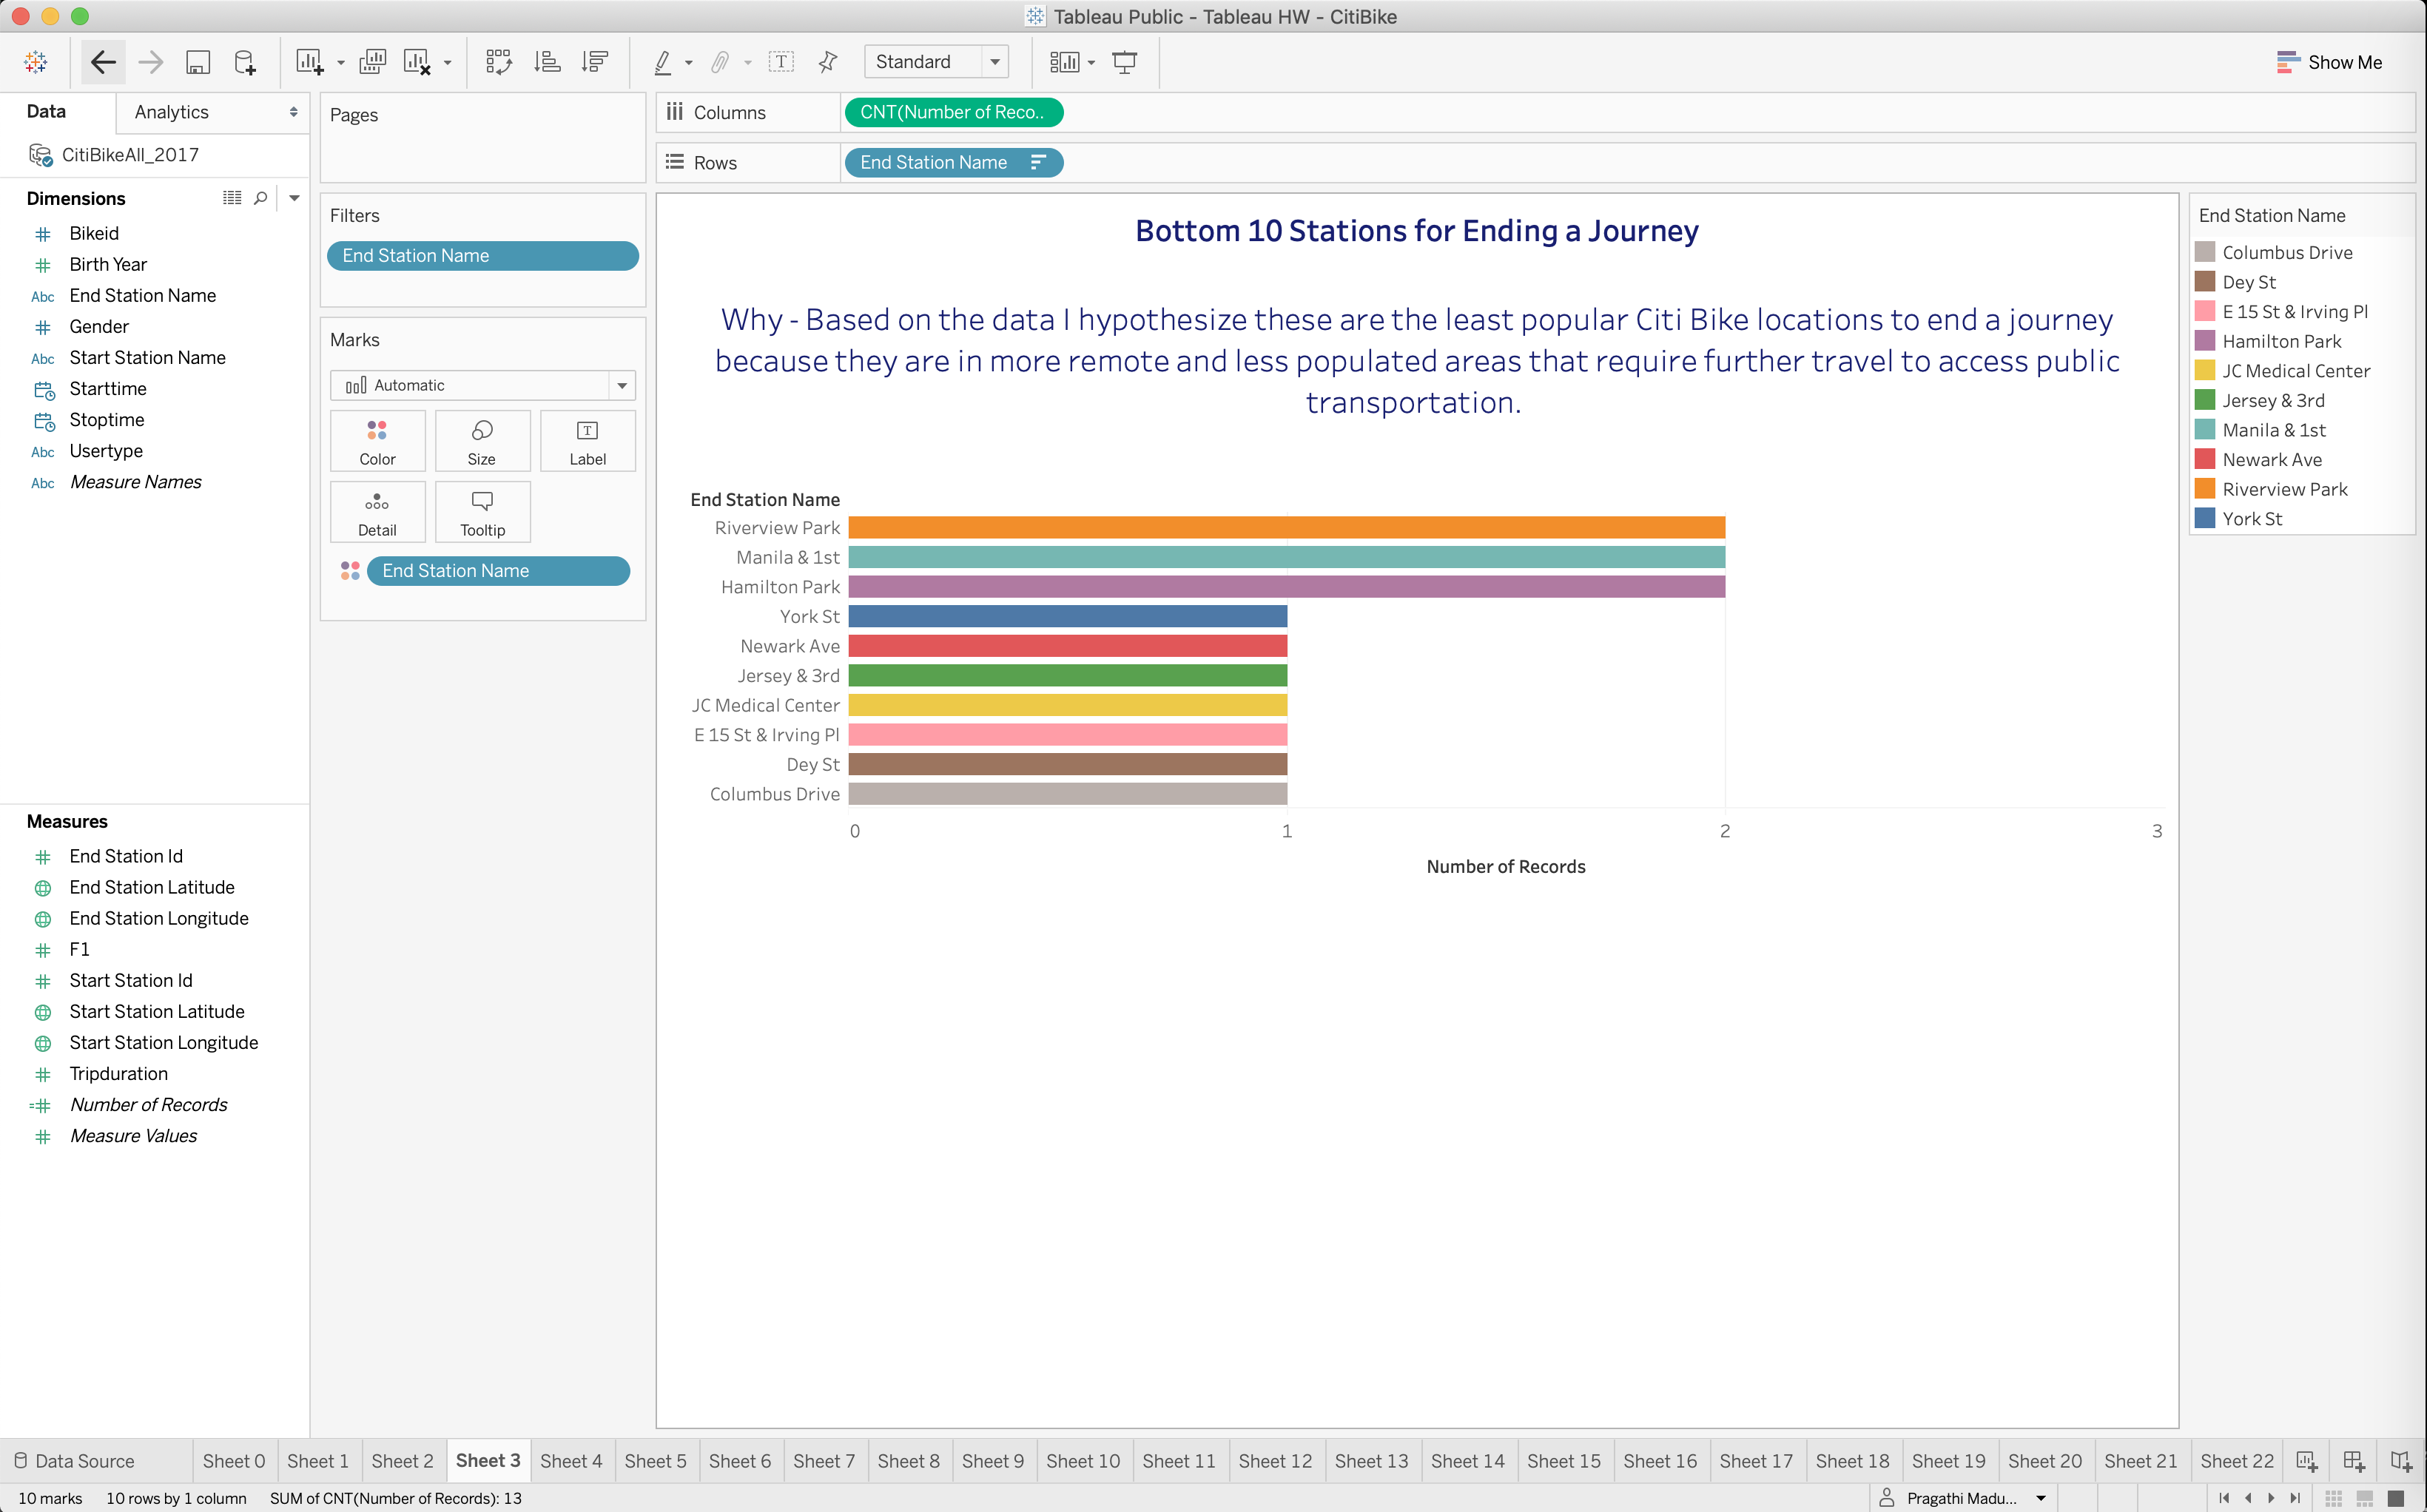 Tableau Public - Tableau HW - CitiBike
Standard
Show Me
Data
Analytics
CitiBikeAll_2017
Dimensions
# Bikeid
# Birth Year
Abc End Station Name
# Gender
Abc Start Station Name
Starttime
Stoptime
Abc Usertype
Abc Measure Names
Measures
# End Station Id
End Station Latitude
End Station Longitude
# F1
# Start Station Id
Start Station Latitude
Start Station Longitude
# Tripduration
=# Number of Records
# Measure Values
Pages
Filters
End Station Name
Marks
Automatic
Color
Size
T
Label
Detail
Tooltip
End Station Name
Columns
CNT(Number of Reco..
Rows
End Station Name
Bottom 10 Stations for Ending a Journey
Why - Based on the data I hypothesize these are the least popular Citi Bike locations to end a journey
because they are in more remote and less populated areas that require further travel to access public
transportation.
End Station Name
Riverview Park
Manila & 1st
Hamilton Park
York St
Newark Ave
Jersey & 3rd
JC Medical Center
E 15 St & Irving Pl
Dey St
Columbus Drive
0 1 2 3
Number of Records
End Station Name
Columbus Drive
Dey St
E 15 St & Irving Pl
Hamilton Park
JC Medical Center
Jersey & 3rd
Manila & 1st
Newark Ave
Riverview Park
York St
Data Source Sheet 0 Sheet 1 Sheet 2 Sheet 3 Sheet 4 Sheet 5 Sheet 6 Sheet 7 Sheet 8 Sheet 9 Sheet 10 Sheet 11 Sheet 12 Sheet 13 Sheet 14 Sheet 15 Sheet 16 Sheet 17 Sheet 18 Sheet 19 Sheet 20 Sheet 21 Sheet 22
10 marks 10 rows by 1 column SUM of CNT(Number of Records): 13
Pragathi Madu...